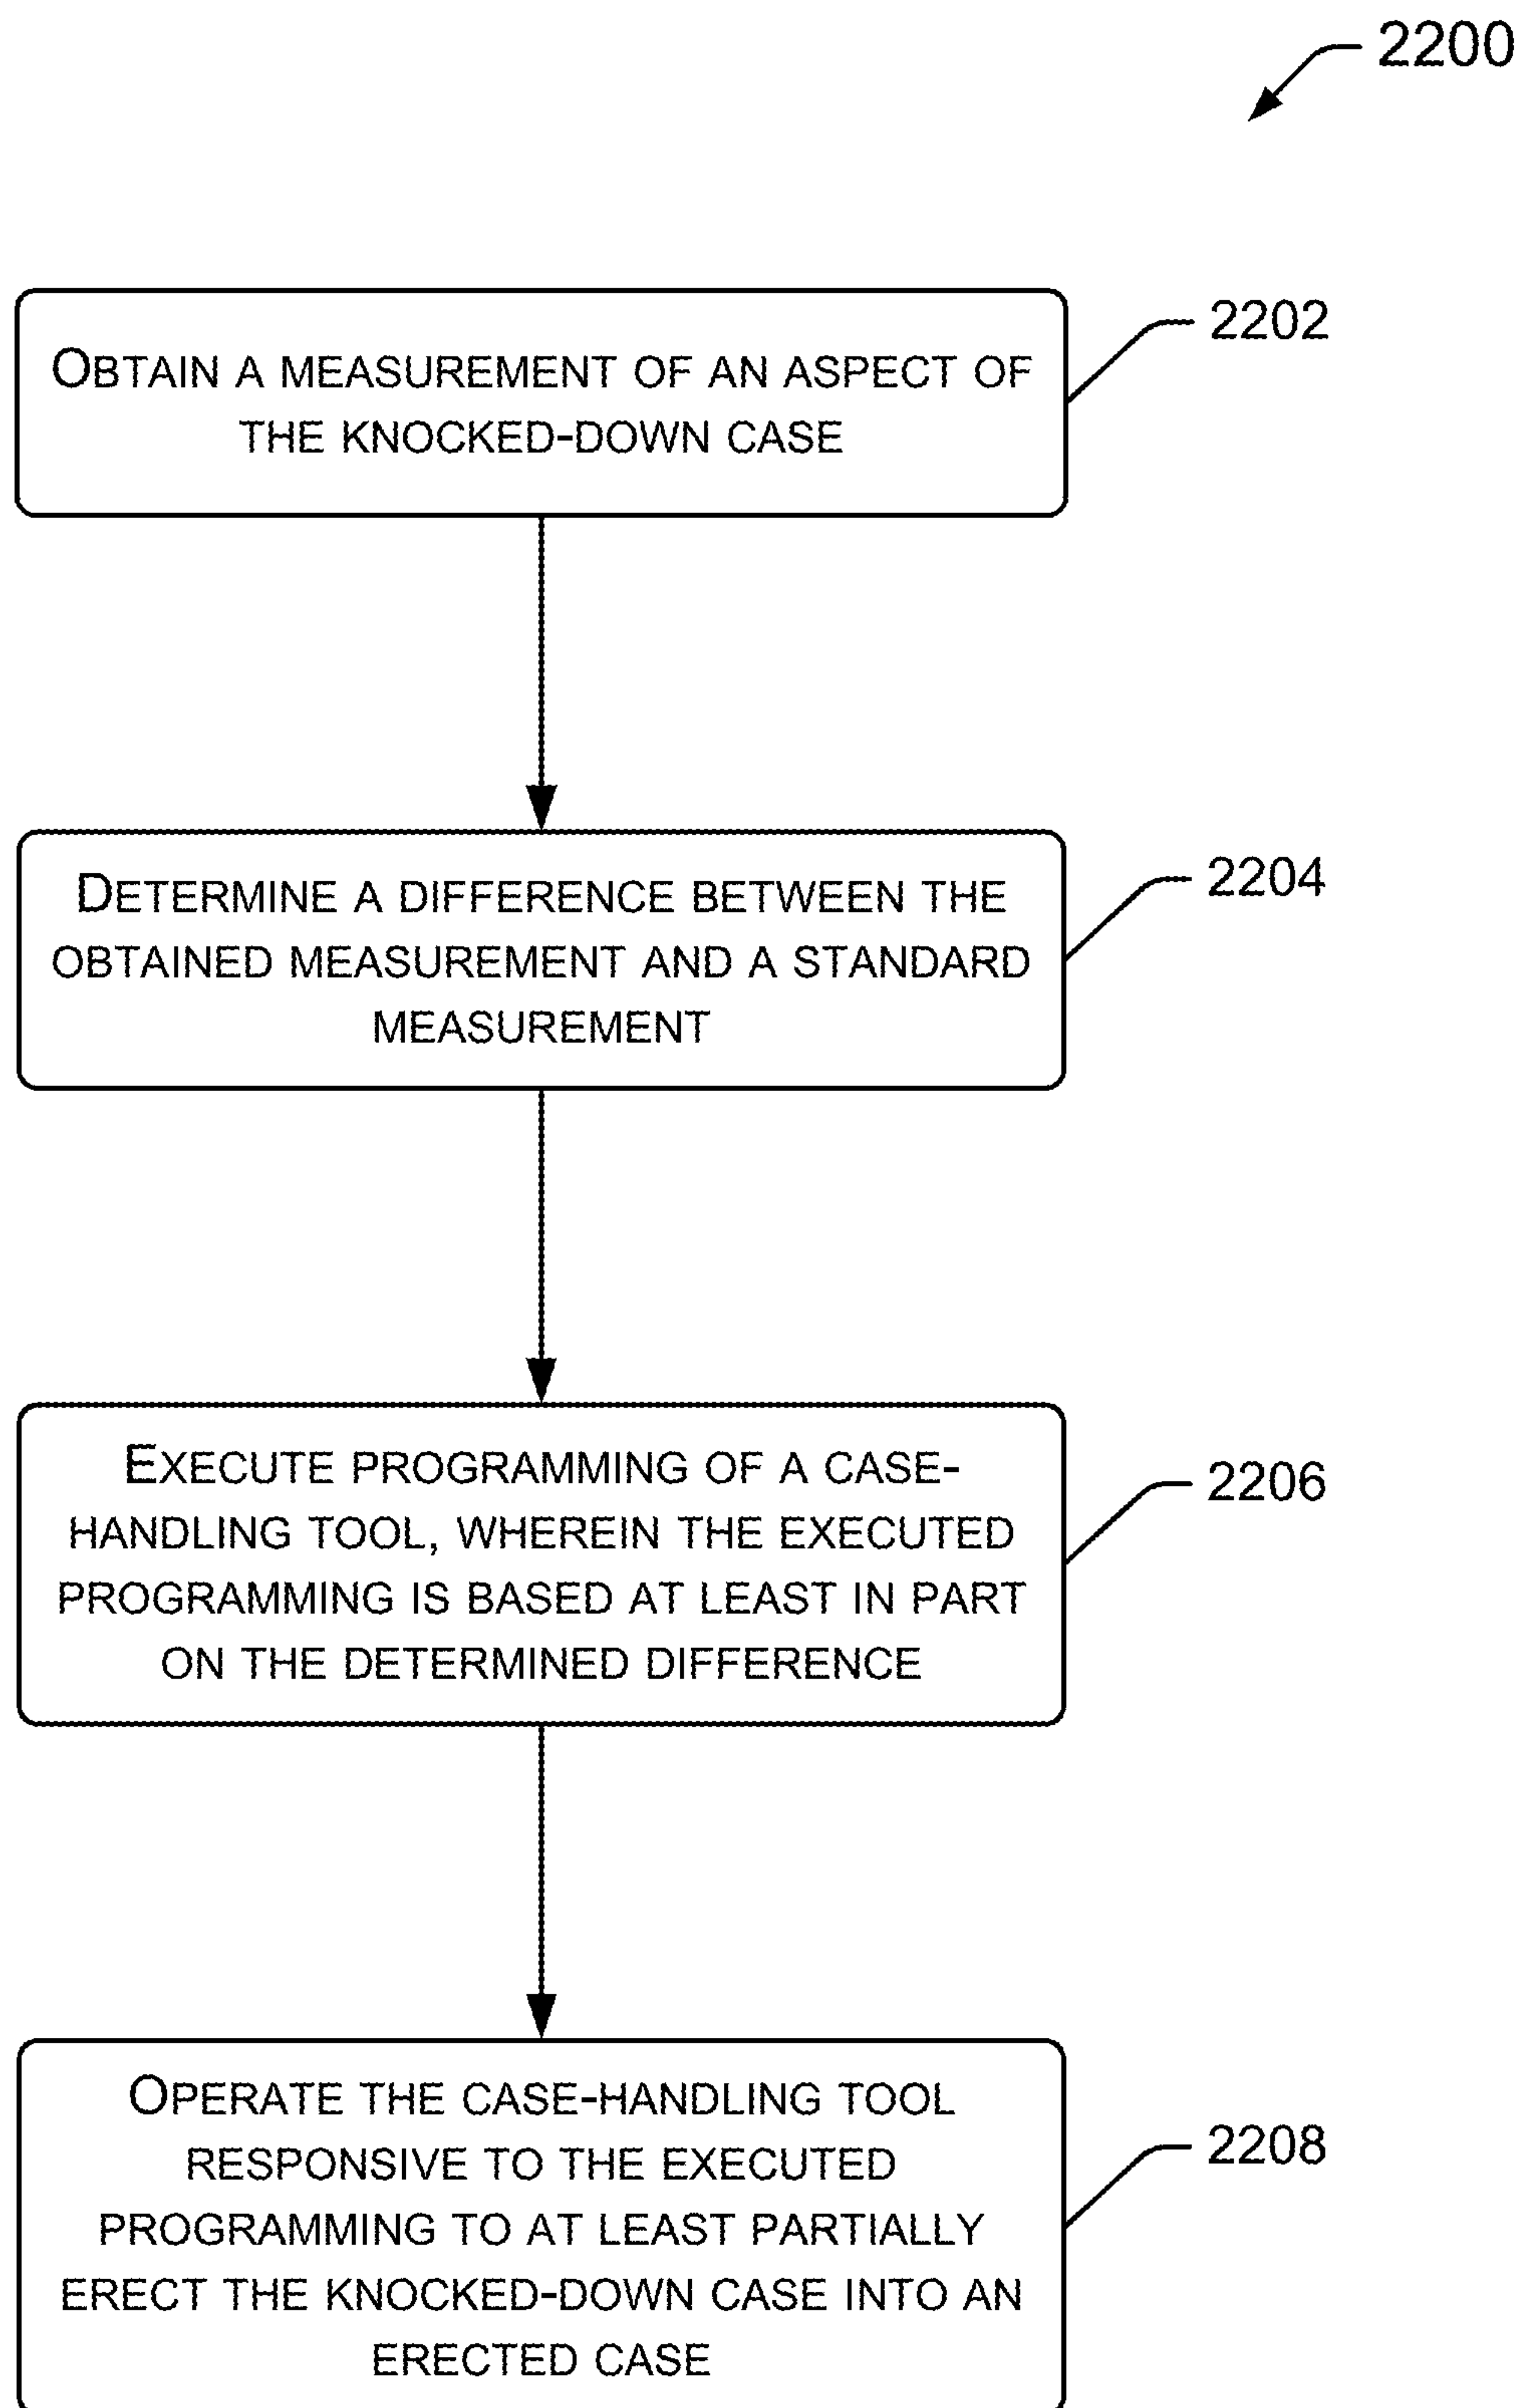 2200
OBTAIN A MEASUREMENT OF AN ASPECT OF
THE KNOCKED-DOWN CASE
2202
DETERMINE A DIFFERENCE BETWEEN THE
OBTAINED MEASUREMENT AND A STANDARD
MEASUREMENT
2204
EXECUTE PROGRAMMING OF A CASE-
HANDLING TOOL, WHEREIN THE EXECUTED
PROGRAMMING IS BASED AT LEAST IN PART
ON THE DETERMINED DIFFERENCE
2206
OPERATE THE CASE-HANDLING TOOL
RESPONSIVE TO THE EXECUTED
PROGRAMMING TO AT LEAST PARTIALLY
ERECT THE KNOCKED-DOWN CASE INTO AN
ERECTED CASE
2208